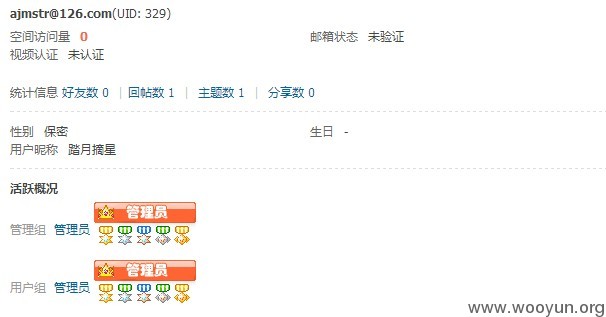 ajmstr@126.com(UID: 329)
空间访问量 0 邮箱状态 未验证
视频认证 未认证
统计信息 好友数 0 | 回帖数 1 | 主题数 1 | 分享数 0
性别 保密 生日 -
用户昵称 踏月摘星
活跃概况
管理员
管理组 管理员
管理员
用户组 管理员
www.wooyun.org